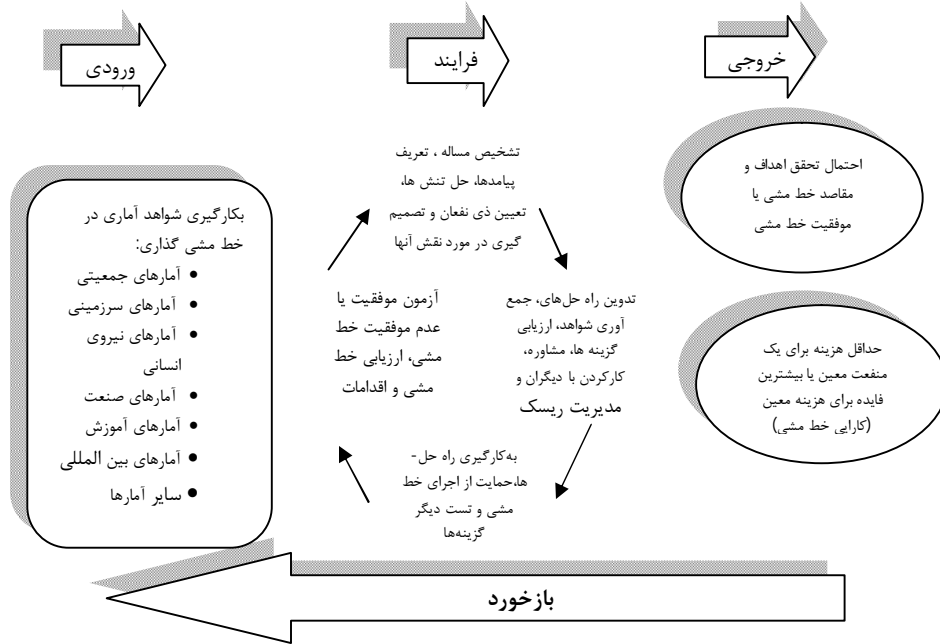 ورودی
فرایند
خروجی
بکارگیری شواهد آماری در
خط مشی گذاری:
• آمارهای جمعیتی
• آمارهای سرزمینی
• آمارهای نیروی
انسانی
• آمارهای صنعت
• آمارهای آموزش
• آمارهای بین المللی
• سایر آمارها
تشخیص مساله ، تعریف
پیامدها، حل تنش ها،
تعیین ذی نفعان و تصمیم
گیری در مورد نقش آنها
تدوین راه حل‌های، جمع
آوری شواهد، ارزیابی
گزینه ها، مشاوره،
کارکردن با دیگران و
مدیریت ریسک
به‌کارگیری راه حل-
ها،حمایت از اجرای خط
مشی و تست دیگر
گزینه‌ها
آزمون موفقیت یا
عدم موفقیت خط
مشی، ارزیابی خط
مشی و اقدامات
احتمال تحقق اهداف و
مقاصد خط مشی یا
موفقیت خط مشی
حداقل هزینه برای یک
منفعت معین یا بیشترین
فایده برای هزینه معین
(کارایی خط مشی)
بازخورد